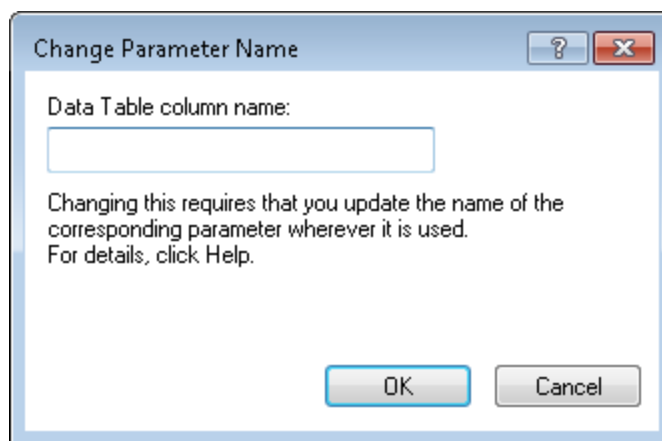 Change Parameter Name
?
Data Table column name:
Changing this requires that you update the name of the
corresponding parameter wherever it is used.
For details, click Help.
OK
Cancel